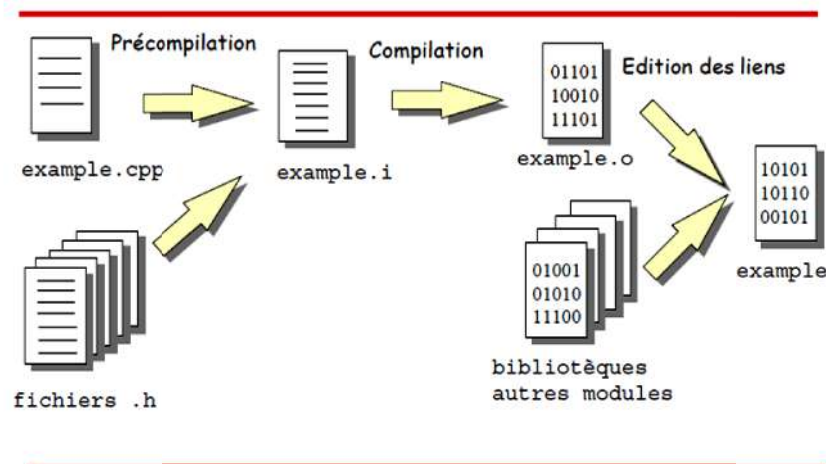 Précompilation
Compilation
Edition des liens
01101
10010
11101
example.cpp
example.i
example.o
10101
10110
00101
example
01001
01010
11100
fichiers .h
bibliotèques
autres modules